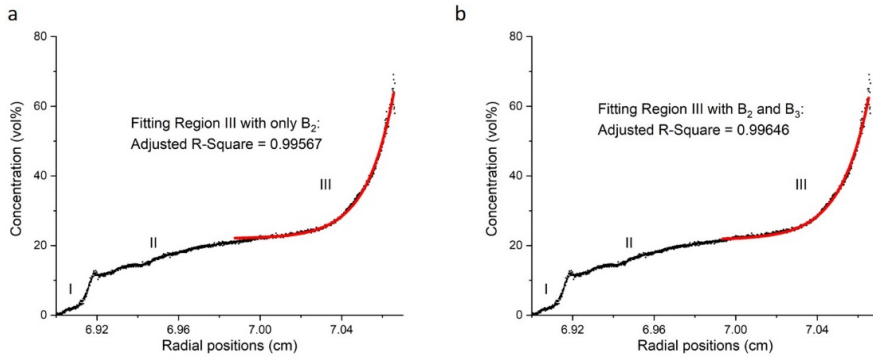 a
80
60
40
20
0
Concentration (vol%)
Fitting Region III with only B₂:
Adjusted R-Square = 0.99567
I
II
III
6.92 6.96 7.00 7.04
Radial positions (cm)
b
80
60
40
20
0
Concentration (vol%)
Fitting Region III with B₂ and B₃:
Adjusted R-Square = 0.99646
I
II
III
6.92 6.96 7.00 7.04
Radial positions (cm)